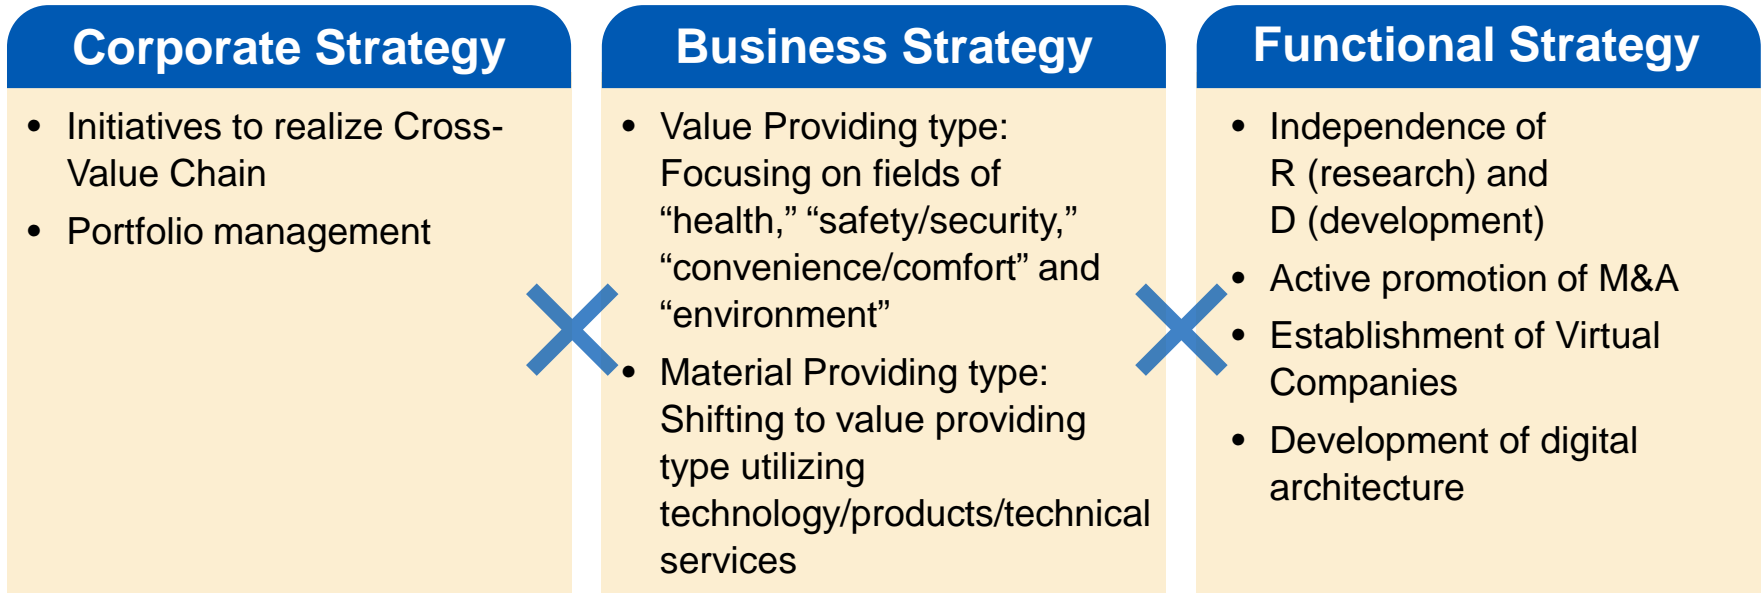 Corporate Strategy
• Initiatives to realize Cross-
Value Chain
• Portfolio management
Business Strategy
• Value Providing type:
Focusing on fields of
“health,” “safety/security,”
“convenience/comfort” and
“environment”
• Material Providing type:
Shifting to value providing
type utilizing
technology/products/technical
services
Functional Strategy
• Independence of
R (research) and
D (development)
• Active promotion of M&A
• Establishment of Virtual
Companies
• Development of digital
architecture